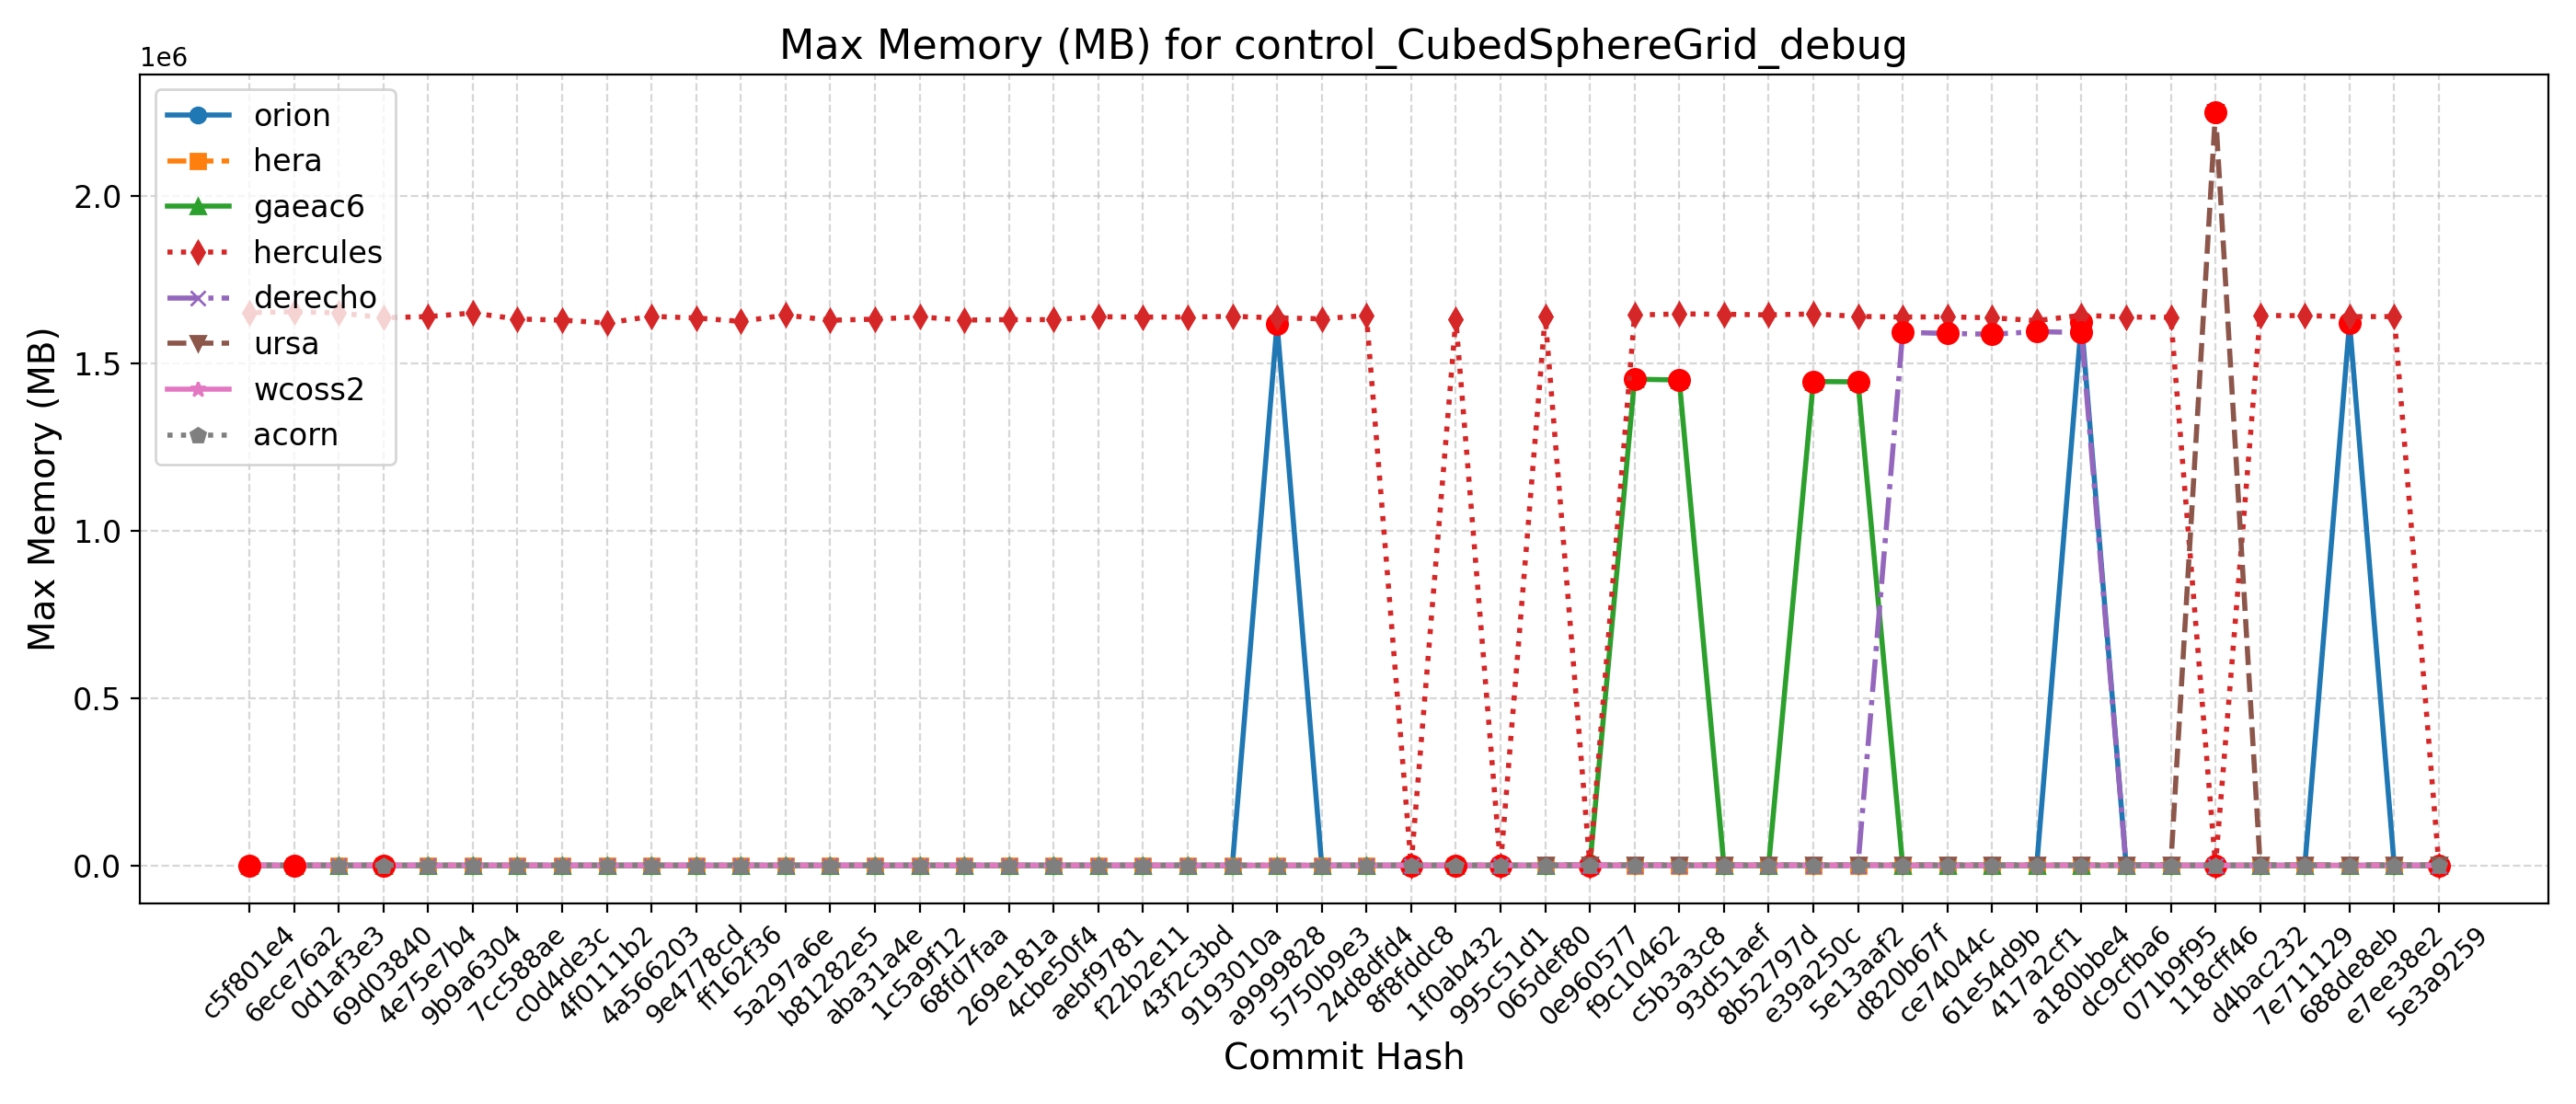 Max Memory (MB) for control_CubedSphereGrid_debug
1e6
orion
hera
gaeac6
hercules
derecho
ursa
wcoss2
acorn
Max Memory (MB)
2.0
1.5
1.0
0.5
0.0
c5f801e4
6ece76a2
0d1af3e3
69d03840
4e75e7b4
9b9a6304
7cc588ae
c0d4de3c
4f0111b2
4a566203
9e4778cd
ff162f36
5a297a6e
b81282e5
aba31a4e
1c5a9f12
68fd7faa
269e181a
4cbe50f4
aebf9781
f22b2e11
43f2c3bd
9193010a
a9999828
5750b9e3
24d8dfd4
8f8fddc8
1f0ab432
995c51d1
065def80
0e960577
f9c10462
c5b3a3c8
93d51aef
8b52797d
e39a250c
5e13aaf2
d820b67f
ce74044c
61e54d9b
417a2cf1
a180bbe4
dc9cfba6
071b9f95
118cff46
d4bac232
7e711129
688de8eb
e7ee38e2
5e3a9259
Commit Hash